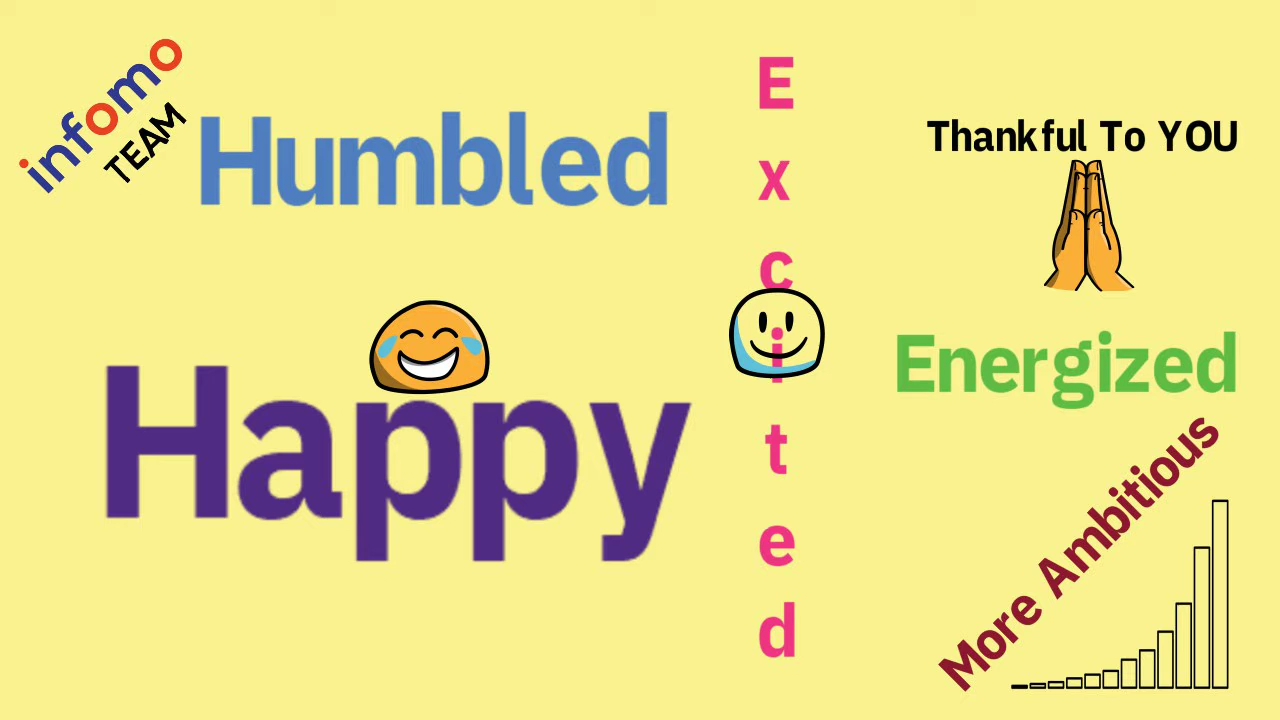 infomo
TEAM
Humbled
Excited
Thankful To YOU
Happy
Energized
More Ambitious